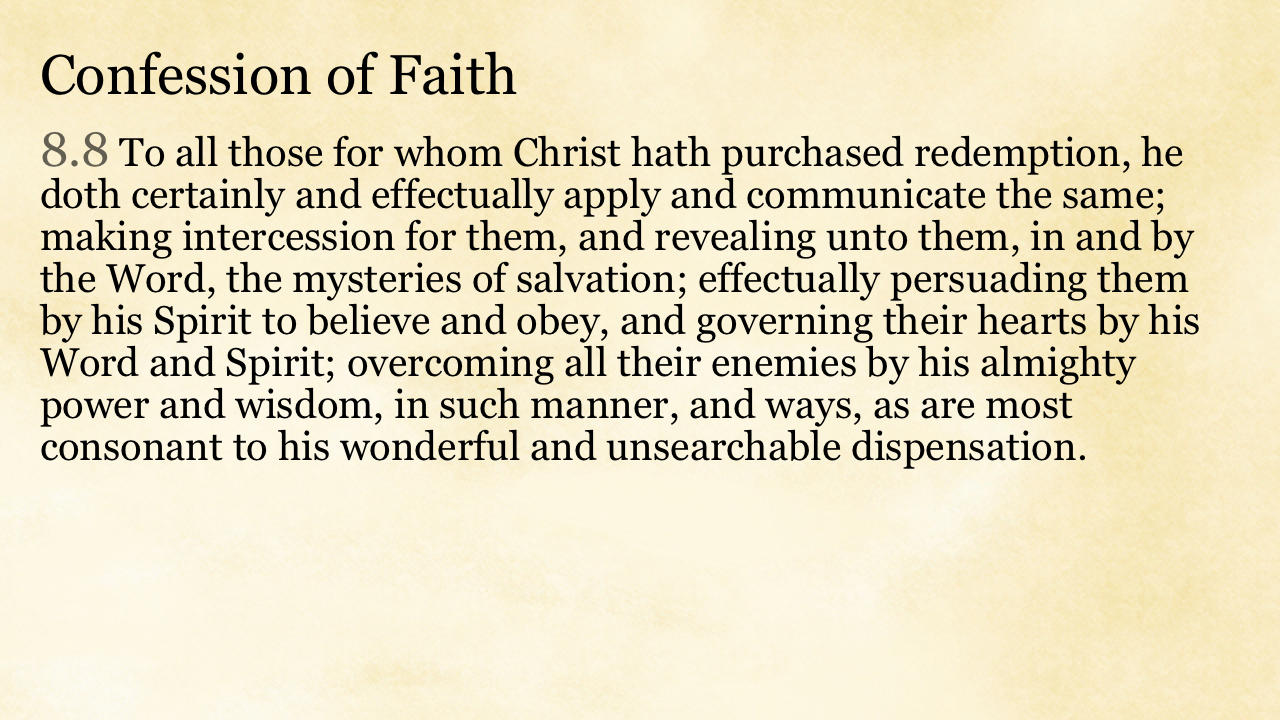 Confession of Faith
8.8 To all those for whom Christ hath purchased redemption, he
doth certainly and effectually apply and communicate the same;
making intercession for them, and revealing unto them, in and by
the Word, the mysteries of salvation; effectually persuading them
by his Spirit to believe and obey, and governing their hearts by his
Word and Spirit; overcoming all their enemies by his almighty
power and wisdom, in such manner, and ways, as are most
consonant to his wonderful and unsearchable dispensation.